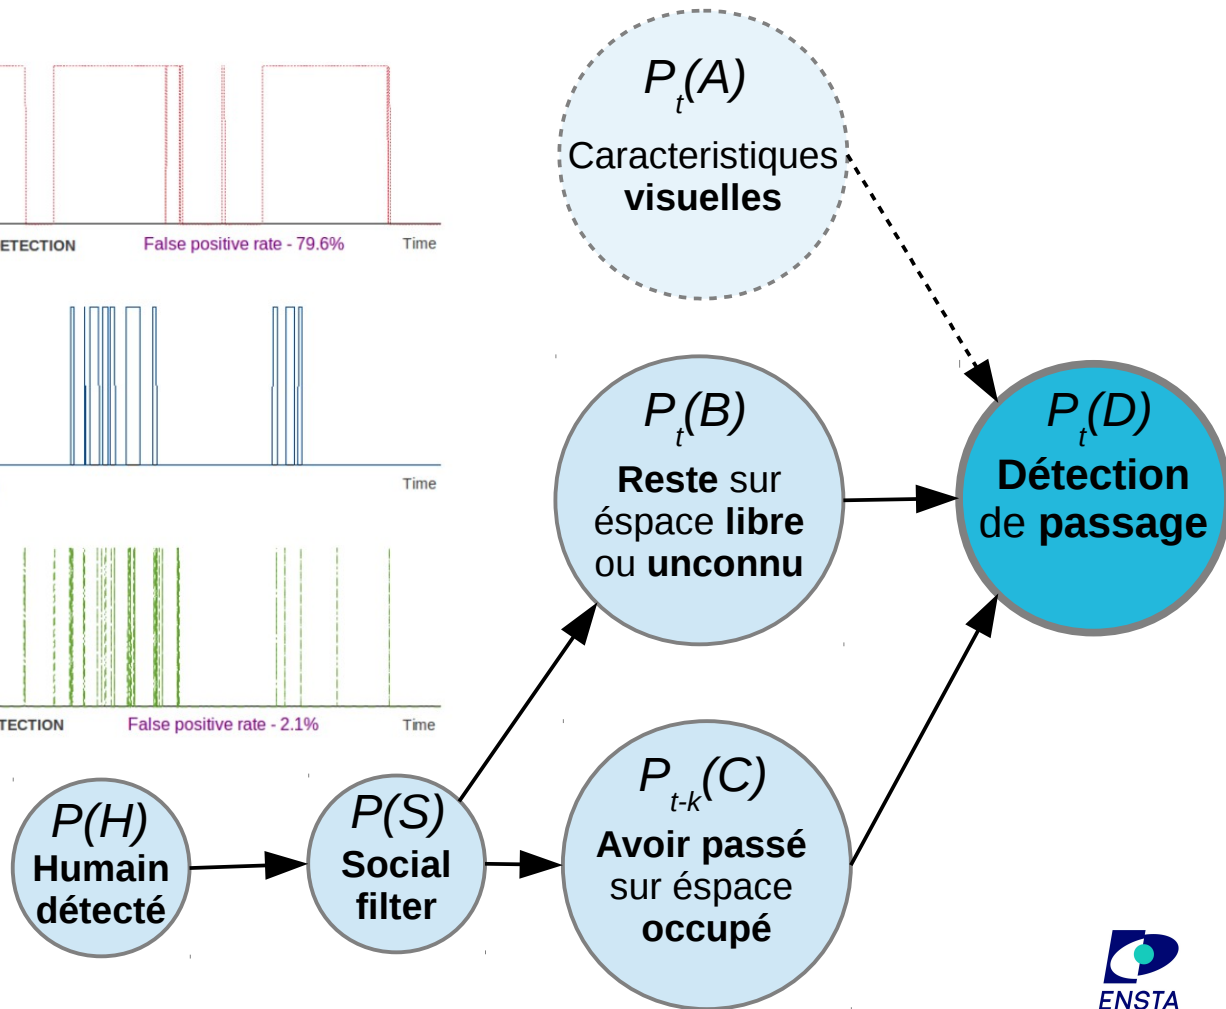 ETECTION
False positive rate - 79.6%
Time
Time
TECTION
False positive rate - 2.1%
Time
P(H)
Humain
détecté
P(S)
Social
filter
Pt(A)
Caracteristiques
visuelles
Pt(B)
Reste sur
éspace libre
ou unconnu
Pt-k(C)
Avoir passé
sur éspace
occupé
Pt(D)
Détection
de passage
ENSTA